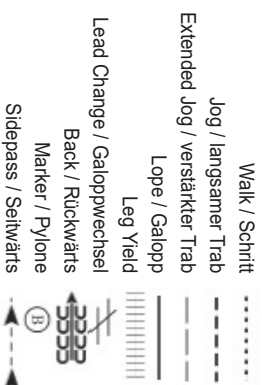 Walk / Schritt
Jog / langsamer Trab
Extended Jog / verstärkter Trab
Lope / Galopp
Leg Yield
Lead Change / Galoppwechsel
Back / Rückwärts
Marker / Pylone
B
Sidepass / Seitwärts